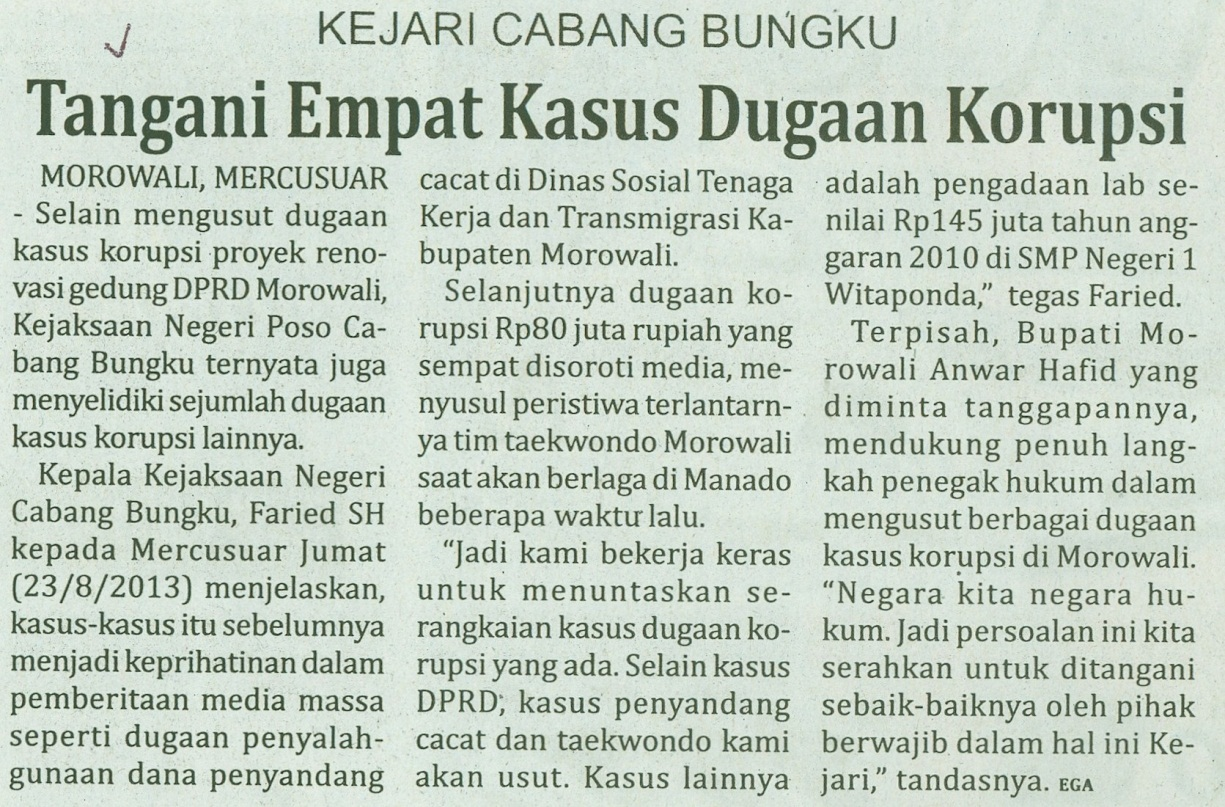 KEJARI CABANG BUNGKU
Tangani Empat Kasus Dugaan Korupsi
MOROWALI, MERCUSUAR
- Selain mengusut dugaan
kasus korupsi proyek reno-
vasi gedung DPRD Morowali,
Kejaksaan Negeri Poso Ca-
bang Bungku ternyata juga
menyelidiki sejumlah dugaan
kasus korupsi lainnya.
Kepala Kejaksaan Negeri
Cabang Bungku, Faried SH
kepada Mercusuar Jumat
(23/8/2013) menjelaskan,
kasus-kasus itu sebelumnya
menjadi keprihatinan dalam
pemberitaan media massa
seperti dugaan penyalah-
gunaan dana penyandang
cacat di Dinas Sosial Tenaga
Kerja dan Transmigrasi Ka-
bupaten Morowali.
Selanjutnya dugaan ko-
rupsi Rp80 juta rupiah yang
sempat disoroti media, me-
nyusul peristiwa terlantarn-
ya tim taekwondo Morowali
saat akan berlaga di Manado
beberapa waktu lalu.
“Jadi kami bekerja keras
untuk menuntaskan se-
rangkaian kasus dugaan ko-
rupsi yang ada. Selain kasus
DPRD; kasus penyandang
cacat dan taekwondo kami
akan usut. Kasus lainnya
adalah pengadaan lab se-
nilai Rp145 juta tahun ang-
garan 2010 di SMP Negeri 1
Witaponda,” tegas Faried.
Terpisah, Bupati Mo-
rowali Anwar Hafid yang
diminta tanggapannya,
mendukung penuh lang-
kah penegak hukum dalam
mengusut berbagai dugaan
kasus korupsi di Morowali.
“Negara kita negara hu-
kum. Jadi persoalan ini kita
serahkan untuk ditangani
sebaik-baiknya oleh pihak
berwajib dalam hal ini Ke-
jari,” tandasnya. EGA